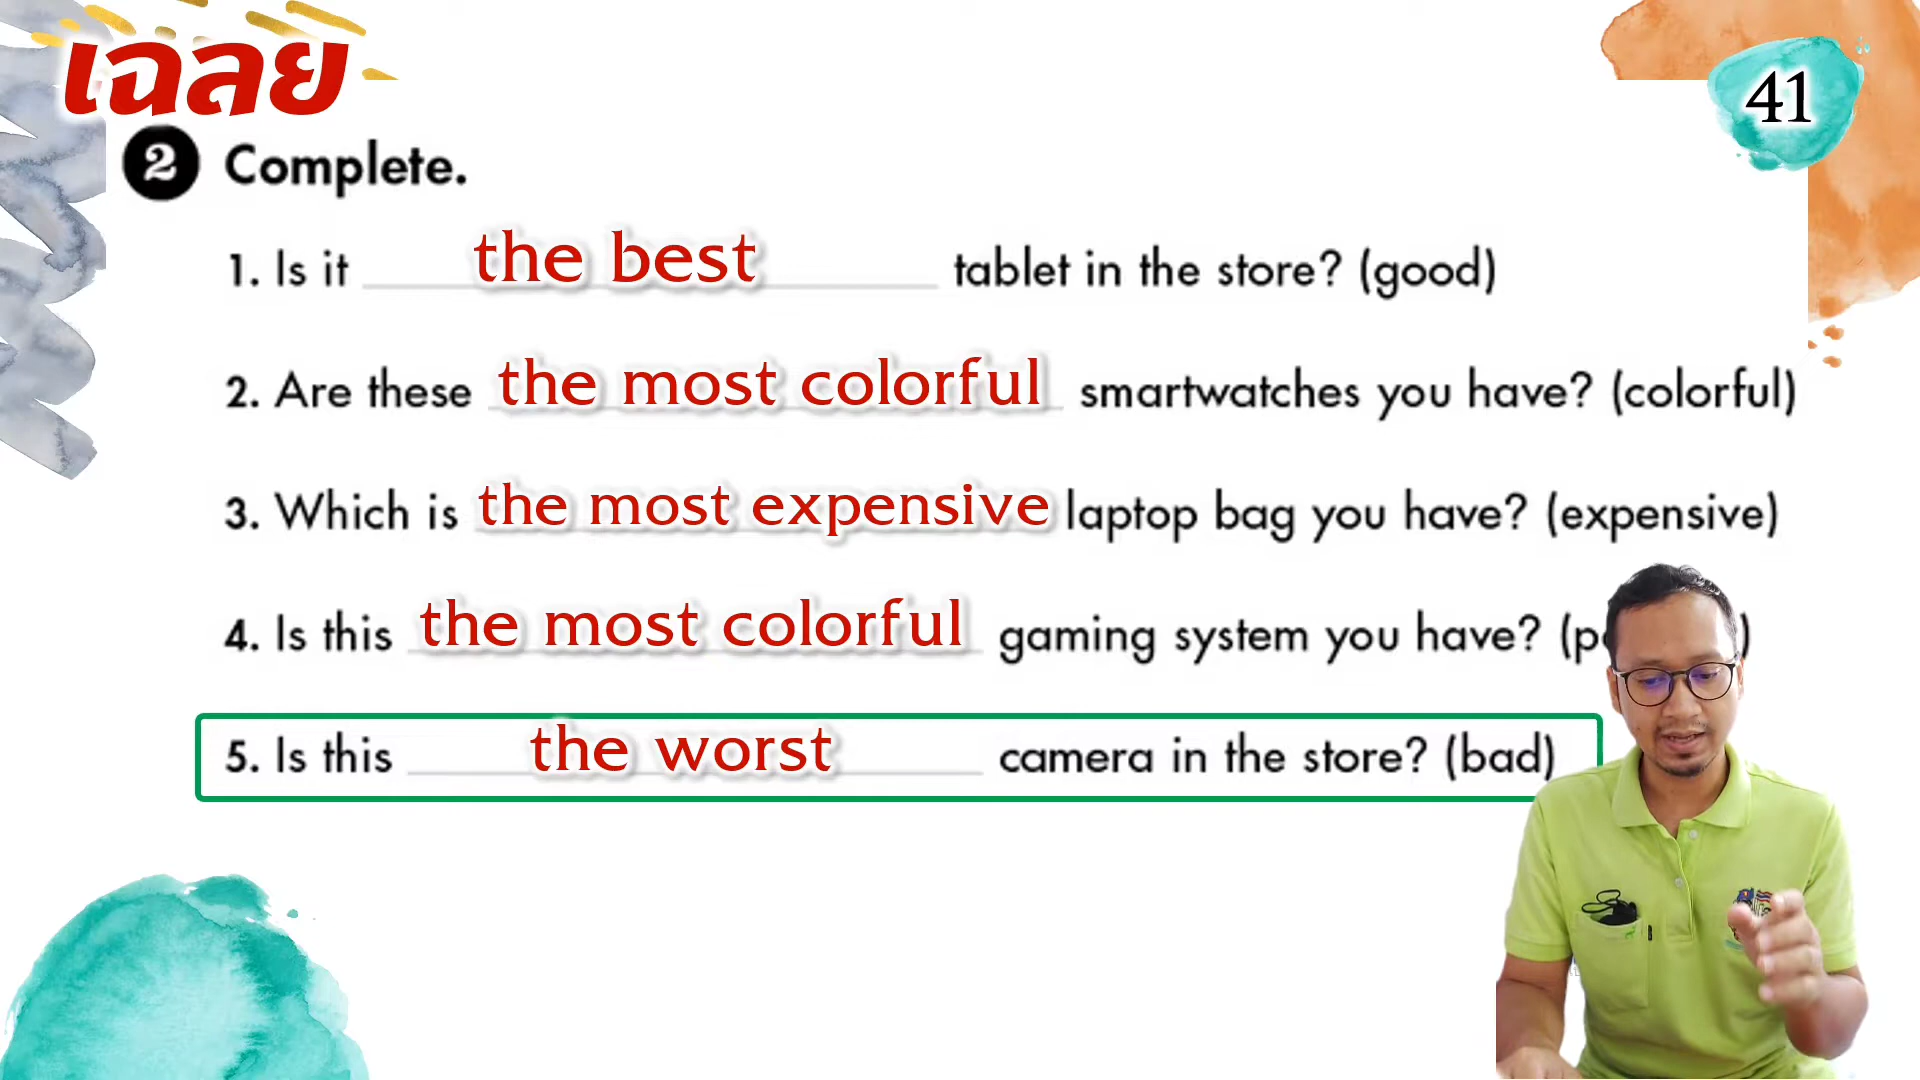 เฉลย
41
2 Complete.
1. Is it the best tablet in the store? (good)
2. Are these the most colorful smartwatches you have? (colorful)
3. Which is the most expensive laptop bag you have? (expensive)
4. Is this the most colorful gaming system you have?
5. Is this the worst camera in the store? (bad)